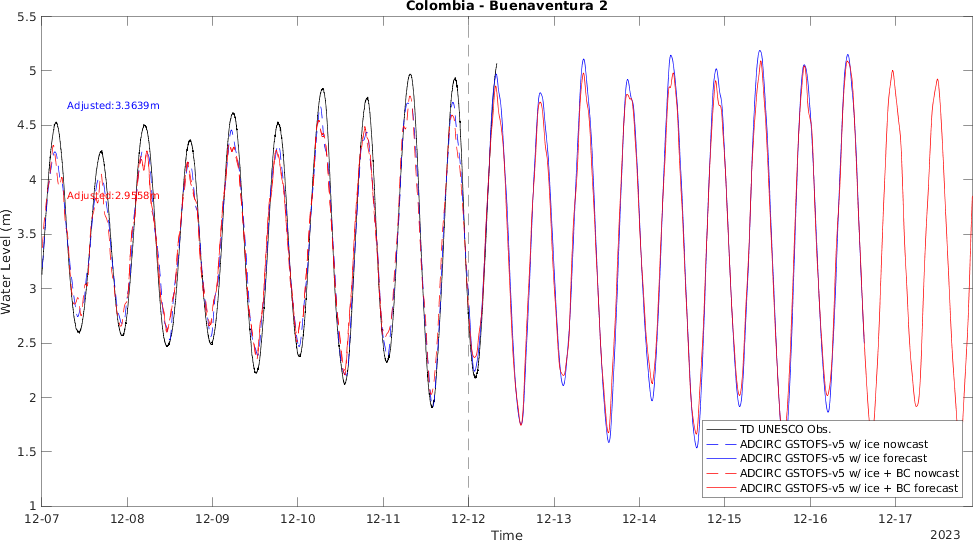 Colombia - Buenaventura 2
5.5
5
4.5
4
3.5
3
2.5
2
1.5
1
Water Level (m)
Adjusted:3.3639m
Adjusted:2.9558m
TD UNESCO Obs.
ADCIRC GSTOFS-v5 w/ ice nowcast
ADCIRC GSTOFS-v5 w/ ice forecast
ADCIRC GSTOFS-v5 w/ ice + BC nowcast
ADCIRC GSTOFS-v5 w/ ice + BC forecast
12-07 12-08 12-09 12-10 12-11 12-12 12-13 12-14 12-15 12-16 12-17
Time
2023